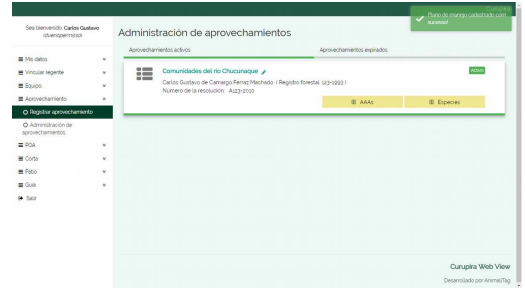 Curupira
Plano de manejo cadastrado com
sucesso!
Sea bienvenido, Carlos Gustavo
Administración de aprovechamientos
Aprovechamientos activos
Aprovechamientos expirados
Mis datos
Vincular regente
Equipo
Aprovechamiento
Registrar aprovechamiento
Administración de
aprovechamientos
POA
Corta
Patio
Guía
Salir
Comunidades del río Chucunaque
Activo
Carlos Gustavo de Camargo Ferraz Machado. ( Registro forestal: 123-1993 )
Número de la resolución: A123-2010
AAAs
Especies
Curupira Web View
Desarrollado por AnimallTag